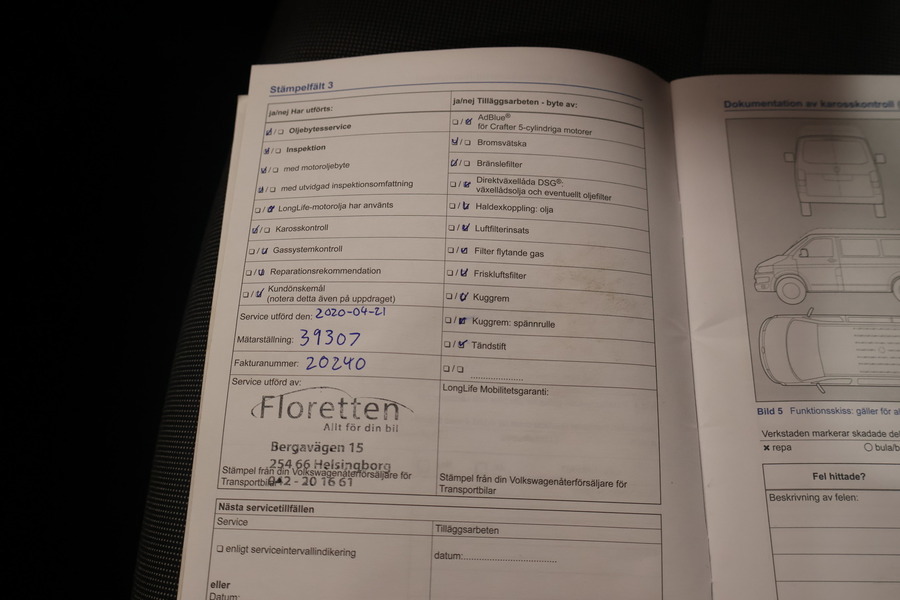 Stämpelfält 3
ja/nej Har utförts:
☑ / ☐ Oljebytesservice
☑ / ☐ Inspektion
☑ / ☐ med motoroljebyte
☑ / ☐ med utvidgad inspektionsomfattning
☐ / ☑ LongLife-motorolja har använts
☑ / ☐ Karosskontroll
☐ / ☑ Gassystemkontroll
☐ / ☑ Reparationsrekommendation
☐ / ☑ Kundönskemål
(notera detta även på uppdraget)
Service utförd den: 2020-04-21
Mätarställning: 39307
Fakturanummer: 20240
Service utförd av:
Floretten
Allt för din bil
Bergavägen 15
254 66 Helsingborg
042 - 20 16 61
Stämpel från din Volkswagenåterförsäljare för
Transportbilar
ja/nej Tilläggsarbeten - byte av:
☐ / ☑ AdBlue®
för Crafter 5-cylindriga motorer
☑ / ☐ Bromsvätska
☑ / ☐ Bränslefilter
☐ / ☑ Direktväxellåda DSG®:
växellådsolja och eventuellt oljefilter
☐ / ☑ Haldexkoppling: olja
☐ / ☑ Luftfilterinsats
☐ / ☑ Filter flytande gas
☐ / ☑ Friskluftsfilter
☐ / ☑ Kuggrem
☐ / ☑ Kuggrem: spännrulle
☐ / ☑ Tändstift
☐ / ☐ ....................
LongLife Mobilitetsgaranti:
Stämpel från din Volkswagenåterförsäljare för
Transportbilar
Nästa servicetillfällen
Service
Tilläggsarbeten
☐ enligt serviceintervallindikering
datum:..............................
eller
Datum:
Dokumentation av karosskontroll
Bild 5 Funktionsskiss: gäller för
Verkstaden markerar skadade
x repa
○ bula/b
Fel hittade?
Beskrivning av felen: